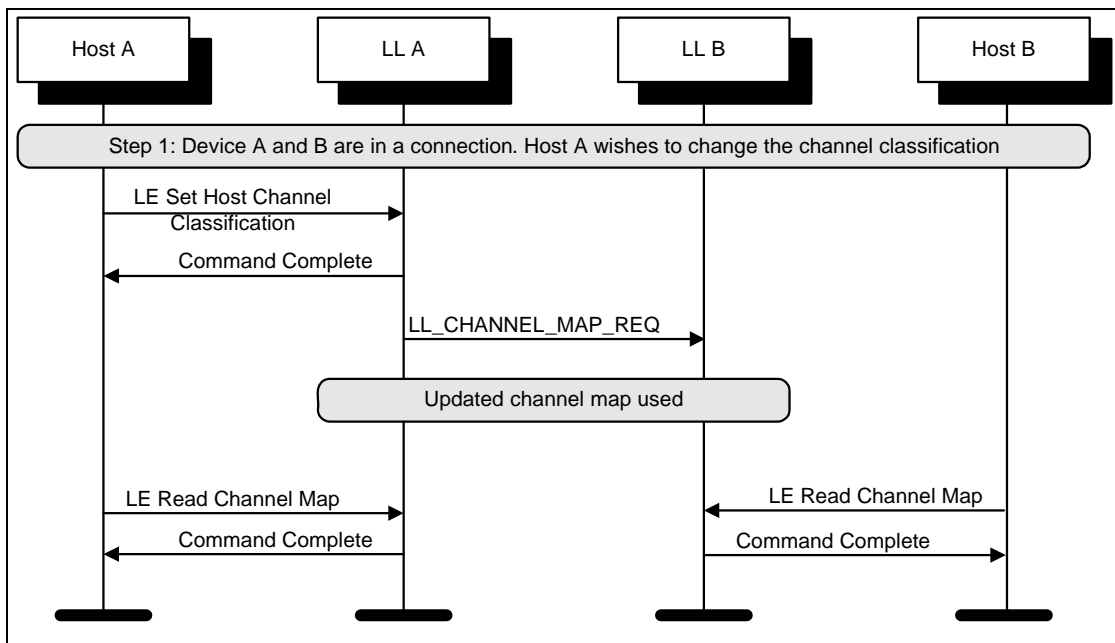 Host A
LL A
LL B
Host B
Step 1: Device A and B are in a connection. Host A wishes to change the channel classification
LE Set Host Channel
Classification
Command Complete
LL_CHANNEL_MAP_REQ
Updated channel map used
LE Read Channel Map
LE Read Channel Map
Command Complete
Command Complete